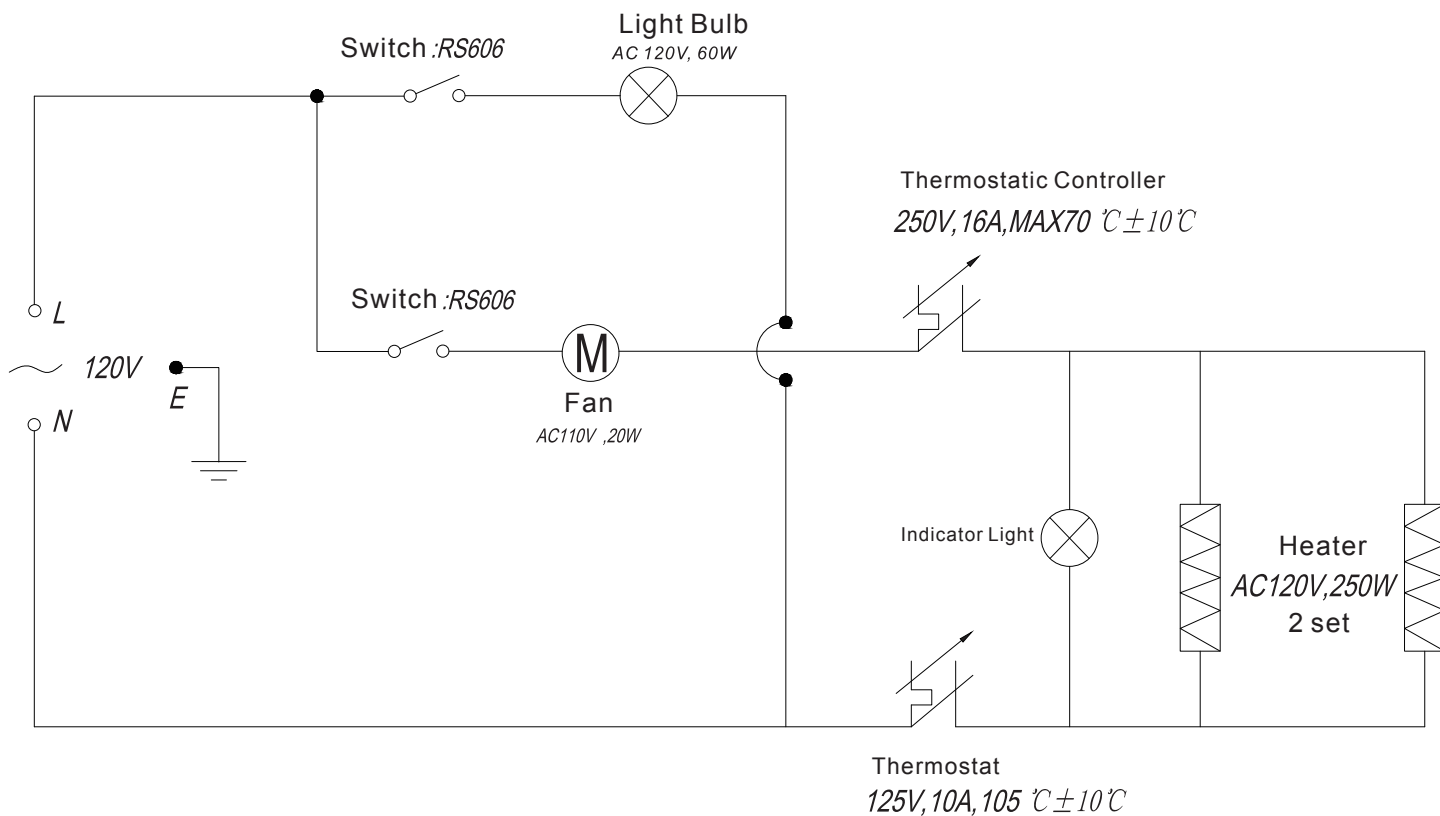 Light Bulb
AC 120V, 60W
Switch :RS606
Thermostatic Controller
250V,16A,MAX70 ℃±10℃
Switch :RS606
L
120V
E
N
M
Fan
AC110V ,20W
Indicator Light
Heater
AC120V,250W
2 set
Thermostat
125V,10A,105 ℃±10℃